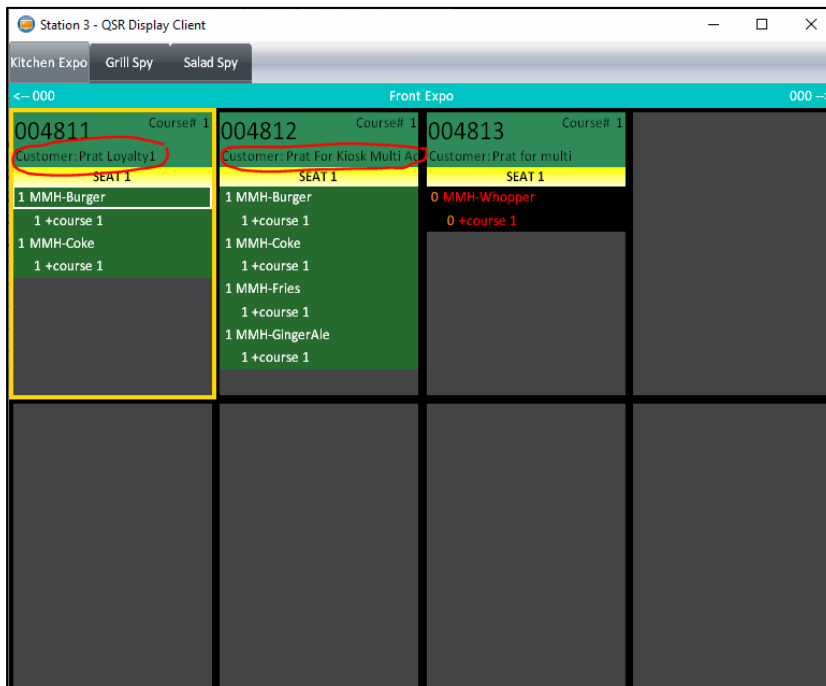 Station 3 - QSR Display Client
Kitchen Expo Grill Spy Salad Spy
<-- 000 Front Expo 000 -->
004811 Course# 1
Customer: Prat Loyalty1
SEAT 1
1 MMH-Burger
1 +course 1
1 MMH-Coke
1 +course 1
004812 Course# 1
Customer: Prat For Kiosk Multi Ac
SEAT 1
1 MMH-Burger
1 +course 1
1 MMH-Coke
1 +course 1
1 MMH-Fries
1 +course 1
1 MMH-GingerAle
1 +course 1
004813 Course# 1
Customer: Prat for multi
SEAT 1
0 MMH-Whopper
0 +course 1